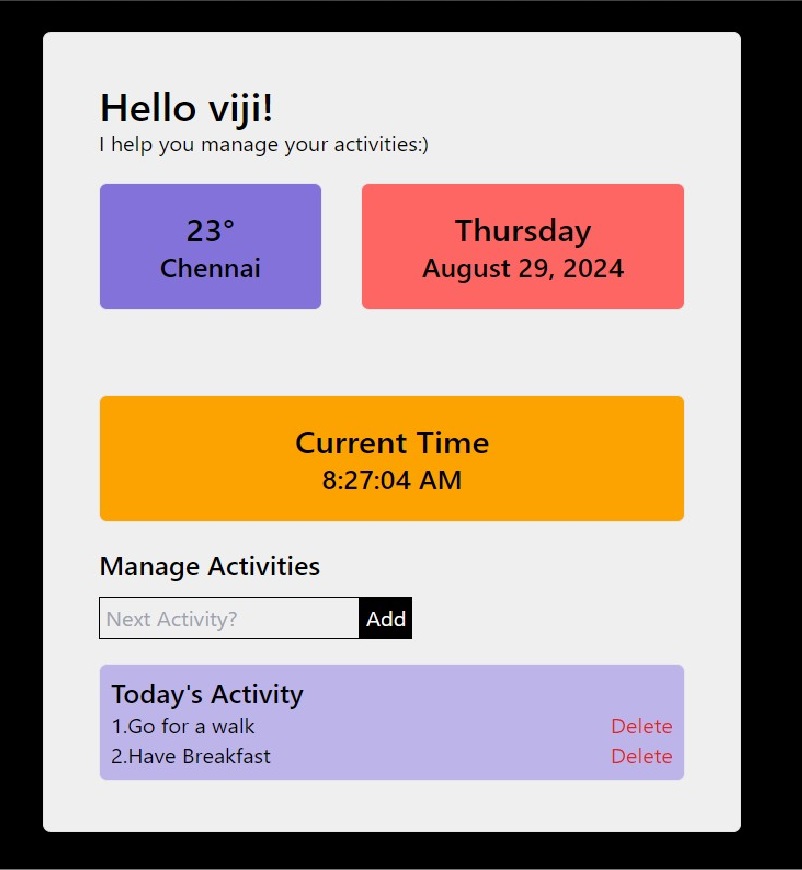 Hello viji!
I help you manage your activities:)
23°
Chennai
Thursday
August 29, 2024
Current Time
8:27:04 AM
Manage Activities
Next Activity?
Add
Today's Activity
1.Go for a walk
Delete
2.Have Breakfast
Delete